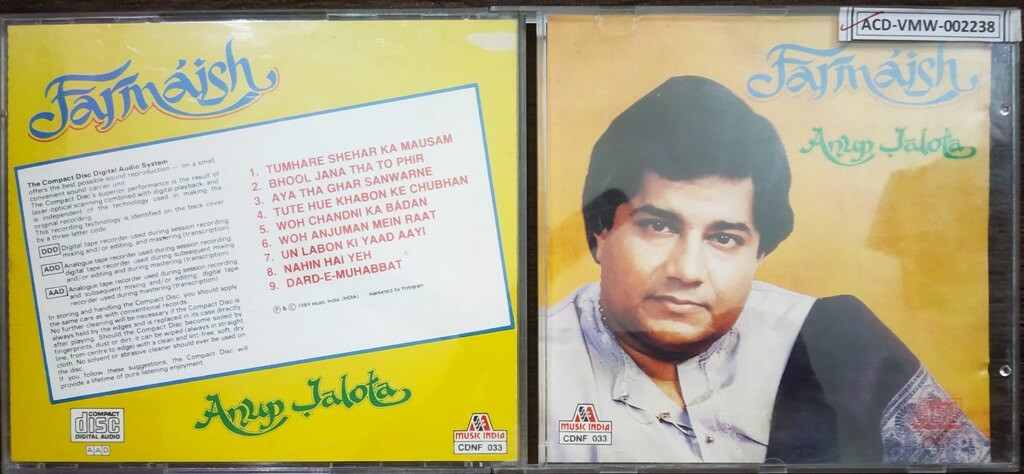 Farmáish
The Compact Disc Digital Audio System
offers the best possible sound reproduction — on a small,
convenient sound-carrier unit.
The Compact Disc's superior performance is the result of
laser-optical scanning combined with digital playback, and
is independent of the technology used in making the
original recording.
This recording technology is identified on the back cover
by a three-letter code:
DDD Digital tape recorder used during session recording,
mixing and/or editing, and mastering (transcription)
ADD Analogue tape recorder used during session recording,
digital tape recorder used during subsequent mixing
and/or editing and during mastering (transcription)
AAD Analogue tape recorder used during session recording
and subsequent mixing and/or editing; digital tape
recorder used during mastering (transcription)
In storing and handling the Compact Disc, you should apply
the same care as with conventional records.
No further cleaning will be necessary if the Compact Disc is
always held by the edges and is replaced in its case directly
after playing. Should the Compact Disc become soiled by
fingerprints, dust or dirt, it can be wiped (always in straight
line, from centre to edge) with a clean and lint-free, soft, dry
cloth. No solvent or abrasive cleaner should ever be used on
the disc.
If you follow these suggestions, the Compact Disc will
provide a lifetime of pure listening enjoyment.
1. TUMHARE SHEHAR KA MAUSAM
2. BHOOL JANA THA TO PHIR
3. AYA THA GHAR SANWARNE
4. TUTE HUE KHABON KE CHUBHAN
5. WOH CHANDNI KA BADAN
6. WOH ANJUMAN MEIN RAAT
7. UN LABON KI YAAD AAYI
8. NAHIN HAI YEH
9. DARD-E-MUHABBAT
℗ & © 1989 Music India (INDIA) marketed by Polygram
Anup Jalota
COMPACT
disc
DIGITAL AUDIO
AAD
MUSIC INDIA
CDNF 033
ACD-VMW-002238
Farmáish
Anup Jalota
MUSIC INDIA
CDNF 033